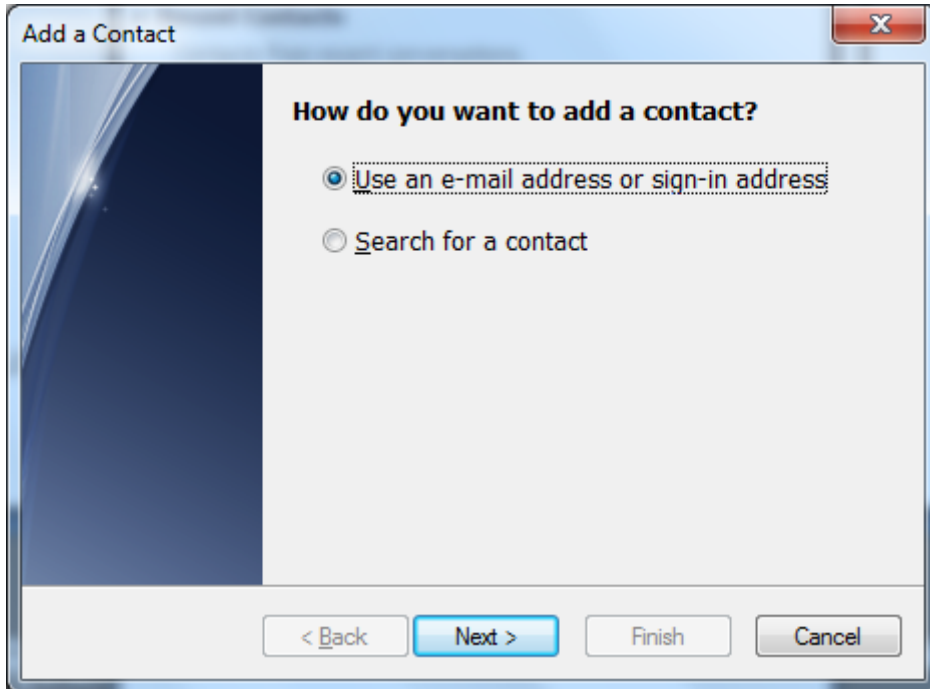 Add a Contact
How do you want to add a contact?
Use an e-mail address or sign-in address
Search for a contact
< Back
Next >
Finish
Cancel